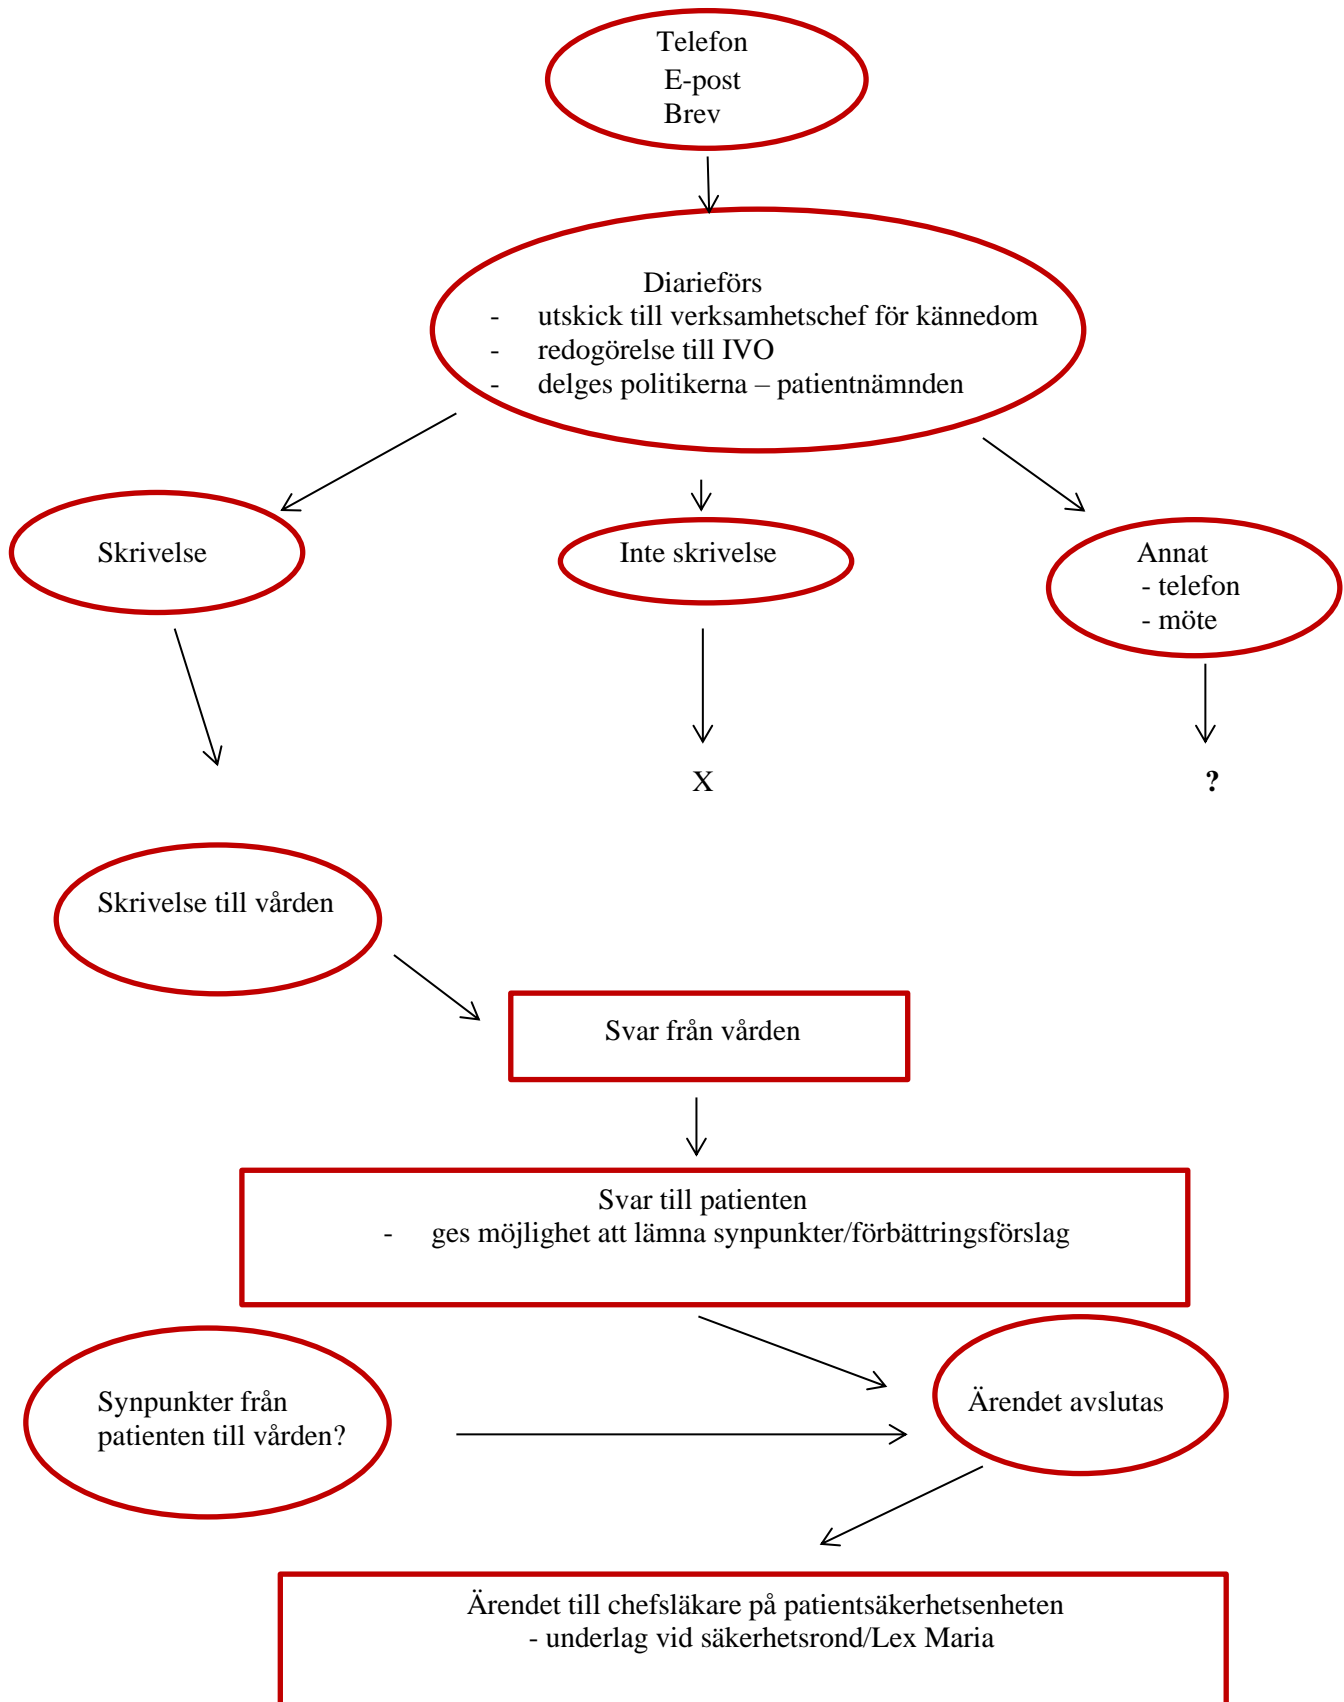 Telefon
E-post
Brev
Diarieförs
- utskick till verksamhetschef för kännedom
- redogörelse till IVO
- delges politikerna – patientnämnden
Skrivelse
Inte skrivelse
Annat
- telefon
- möte
X
?
Skrivelse till vården
Svar från vården
Svar till patienten
- ges möjlighet att lämna synpunkter/förbättringsförslag
Synpunkter från
patienten till vården?
Ärendet avslutas
Ärendet till chefsläkare på patientsäkerhetsenheten
- underlag vid säkerhetsrond/Lex Maria